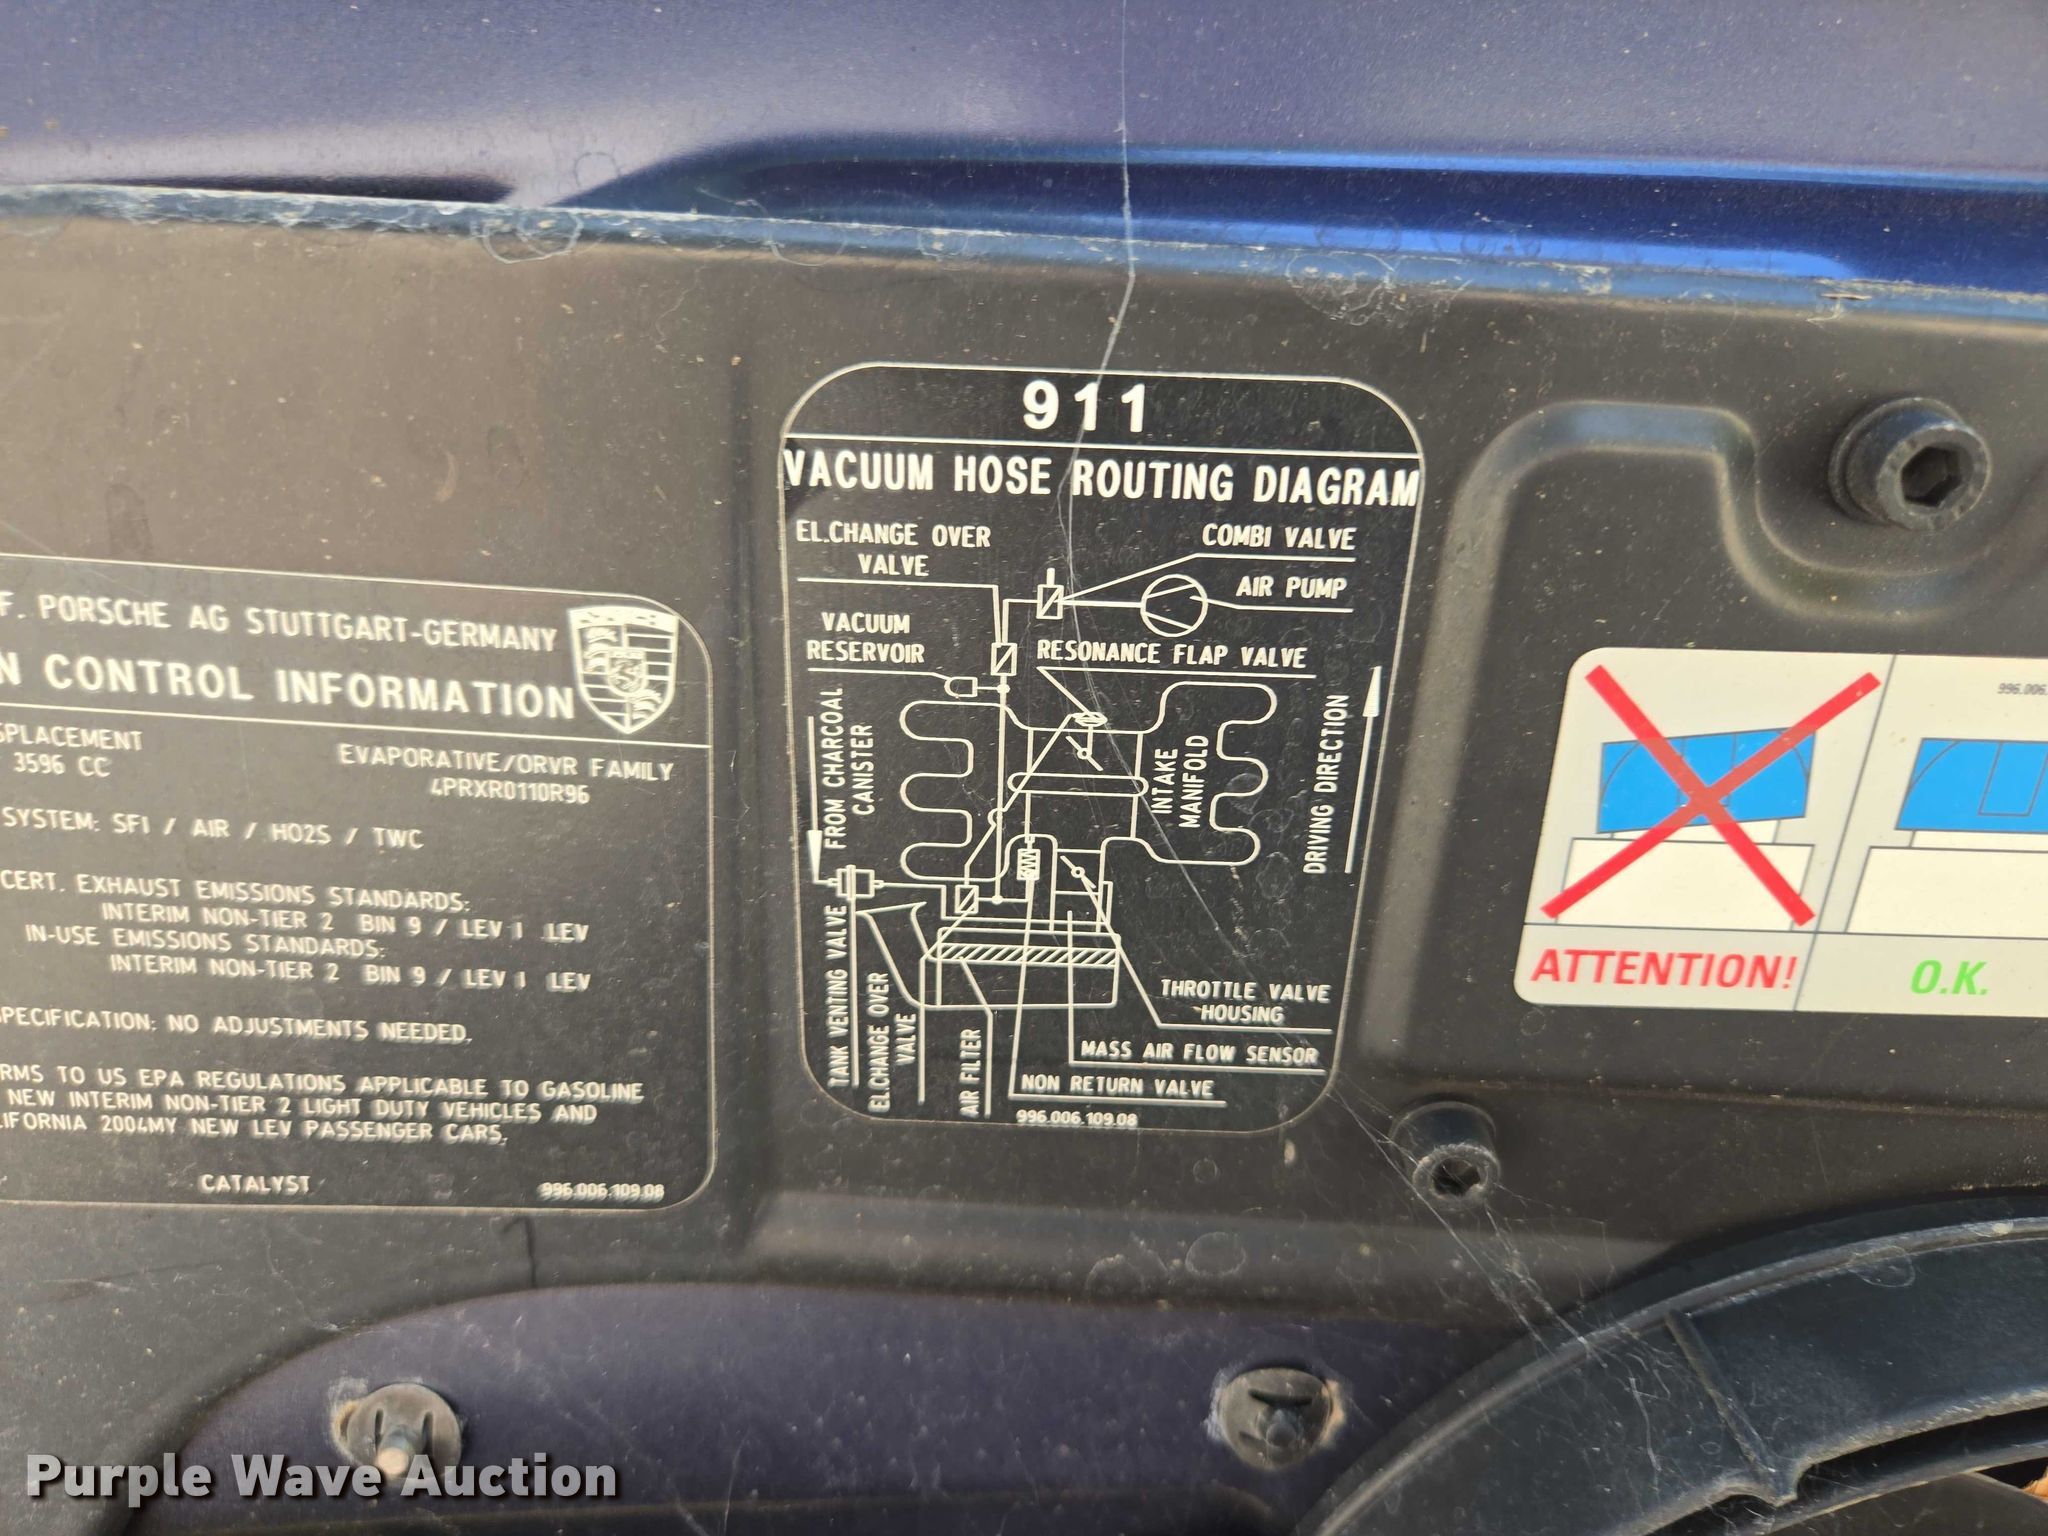 F. PORSCHE AG STUTTGART-GERMANY
N CONTROL INFORMATION
SPLACEMENT
3596 CC
EVAPORATIVE/ORVR FAMILY
4PRXR0110R96
SYSTEM: SFI / AIR / HO2S / TWC
CERT. EXHAUST EMISSIONS STANDARDS:
INTERIM NON-TIER 2 BIN 9 / LEV I LEV
IN-USE EMISSIONS STANDARDS:
INTERIM NON-TIER 2 BIN 9 / LEV I LEV
SPECIFICATION: NO ADJUSTMENTS NEEDED.
RMS TO US EPA REGULATIONS APPLICABLE TO GASOLINE
NEW INTERIM NON-TIER 2 LIGHT DUTY VEHICLES AND
LIFORNIA 2004MY NEW LEV PASSENGER CARS.
CATALYST
996.006.109.08
911
VACUUM HOSE ROUTING DIAGRAM
EL.CHANGE OVER
VALVE
COMBI VALVE
AIR PUMP
VACUUM
RESERVOIR
RESONANCE FLAP VALVE
FROM CHARCOAL
CANISTER
INTAKE
MANIFOLD
DRIVING DIRECTION
TANK VENTING VALVE
EL.CHANGE OVER
VALVE
AIR FILTER
THROTTLE VALVE
HOUSING
MASS AIR FLOW SENSOR
NON RETURN VALVE
996.006.109.08
996.006.
ATTENTION!
O.K.
Purple Wave Auction